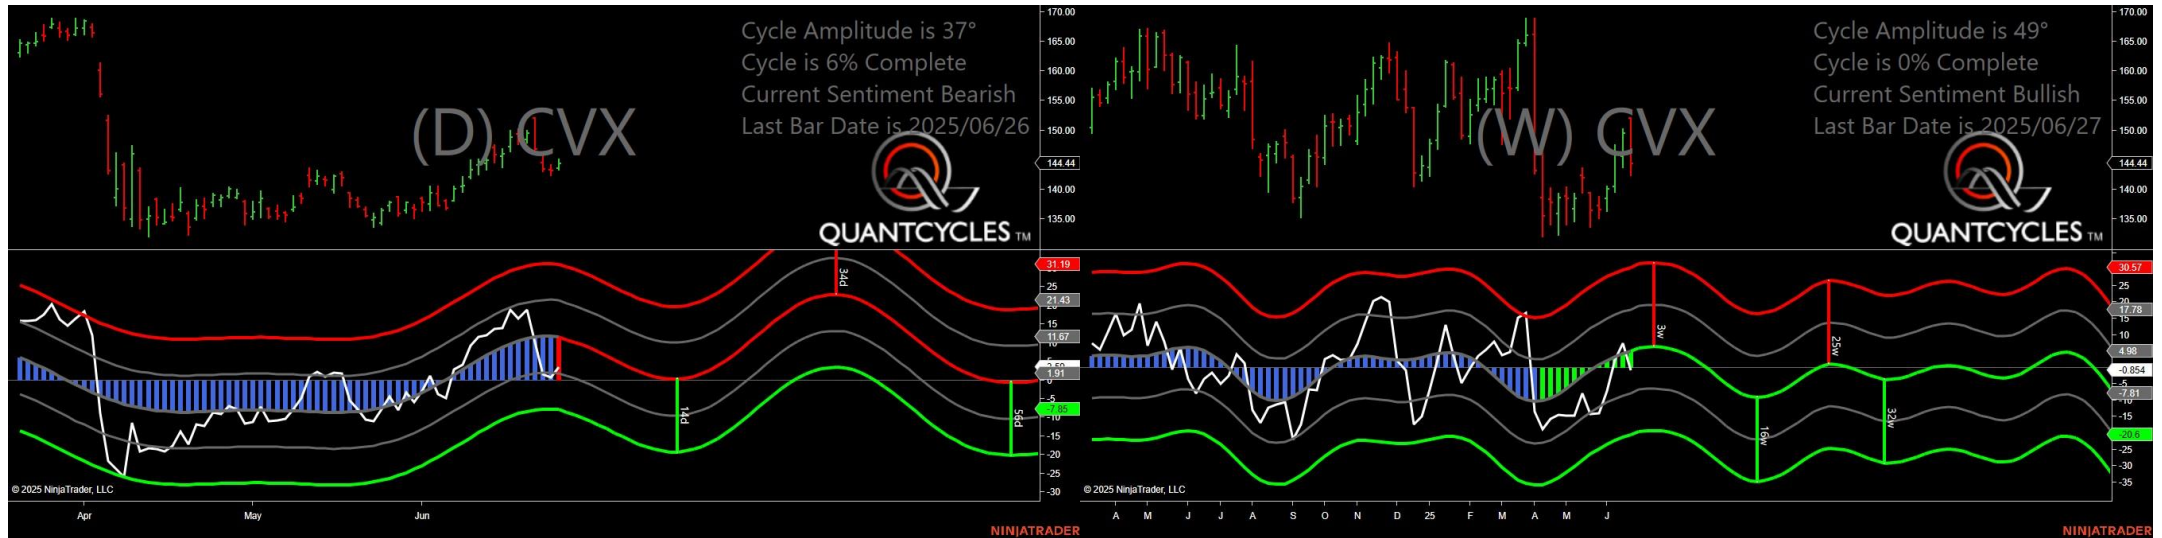 Cycle Amplitude is 37°
Cycle is 6% Complete
Current Sentiment Bearish
Last Bar Date is 2025/06/26
(D) CVX
QUANTCYCLES TM
170.00
165.00
160.00
155.00
150.00
144.44
140.00
135.00
34d
14d
56d
31.19
25
21.43
15
11.67
1.91
-5
-7.85
-15
-20
-25
-30
© 2025 NinjaTrader, LLC
Apr
May
Jun
NINJATRADER
Cycle Amplitude is 49°
Cycle is 0% Complete
Current Sentiment Bullish
Last Bar Date is 2025/06/27
(W) CVX
QUANTCYCLES TM
170.00
165.00
160.00
155.00
150.00
144.44
140.00
135.00
3w
25w
16w
32w
30.57
25
20
17.78
15
10
4.98
-0.854
-5
-7.81
-10
-15
-20.6
-25
-30
-35
© 2025 NinjaTrader, LLC
A M J J A S O N D 25 F M A M J
NINJATRADER